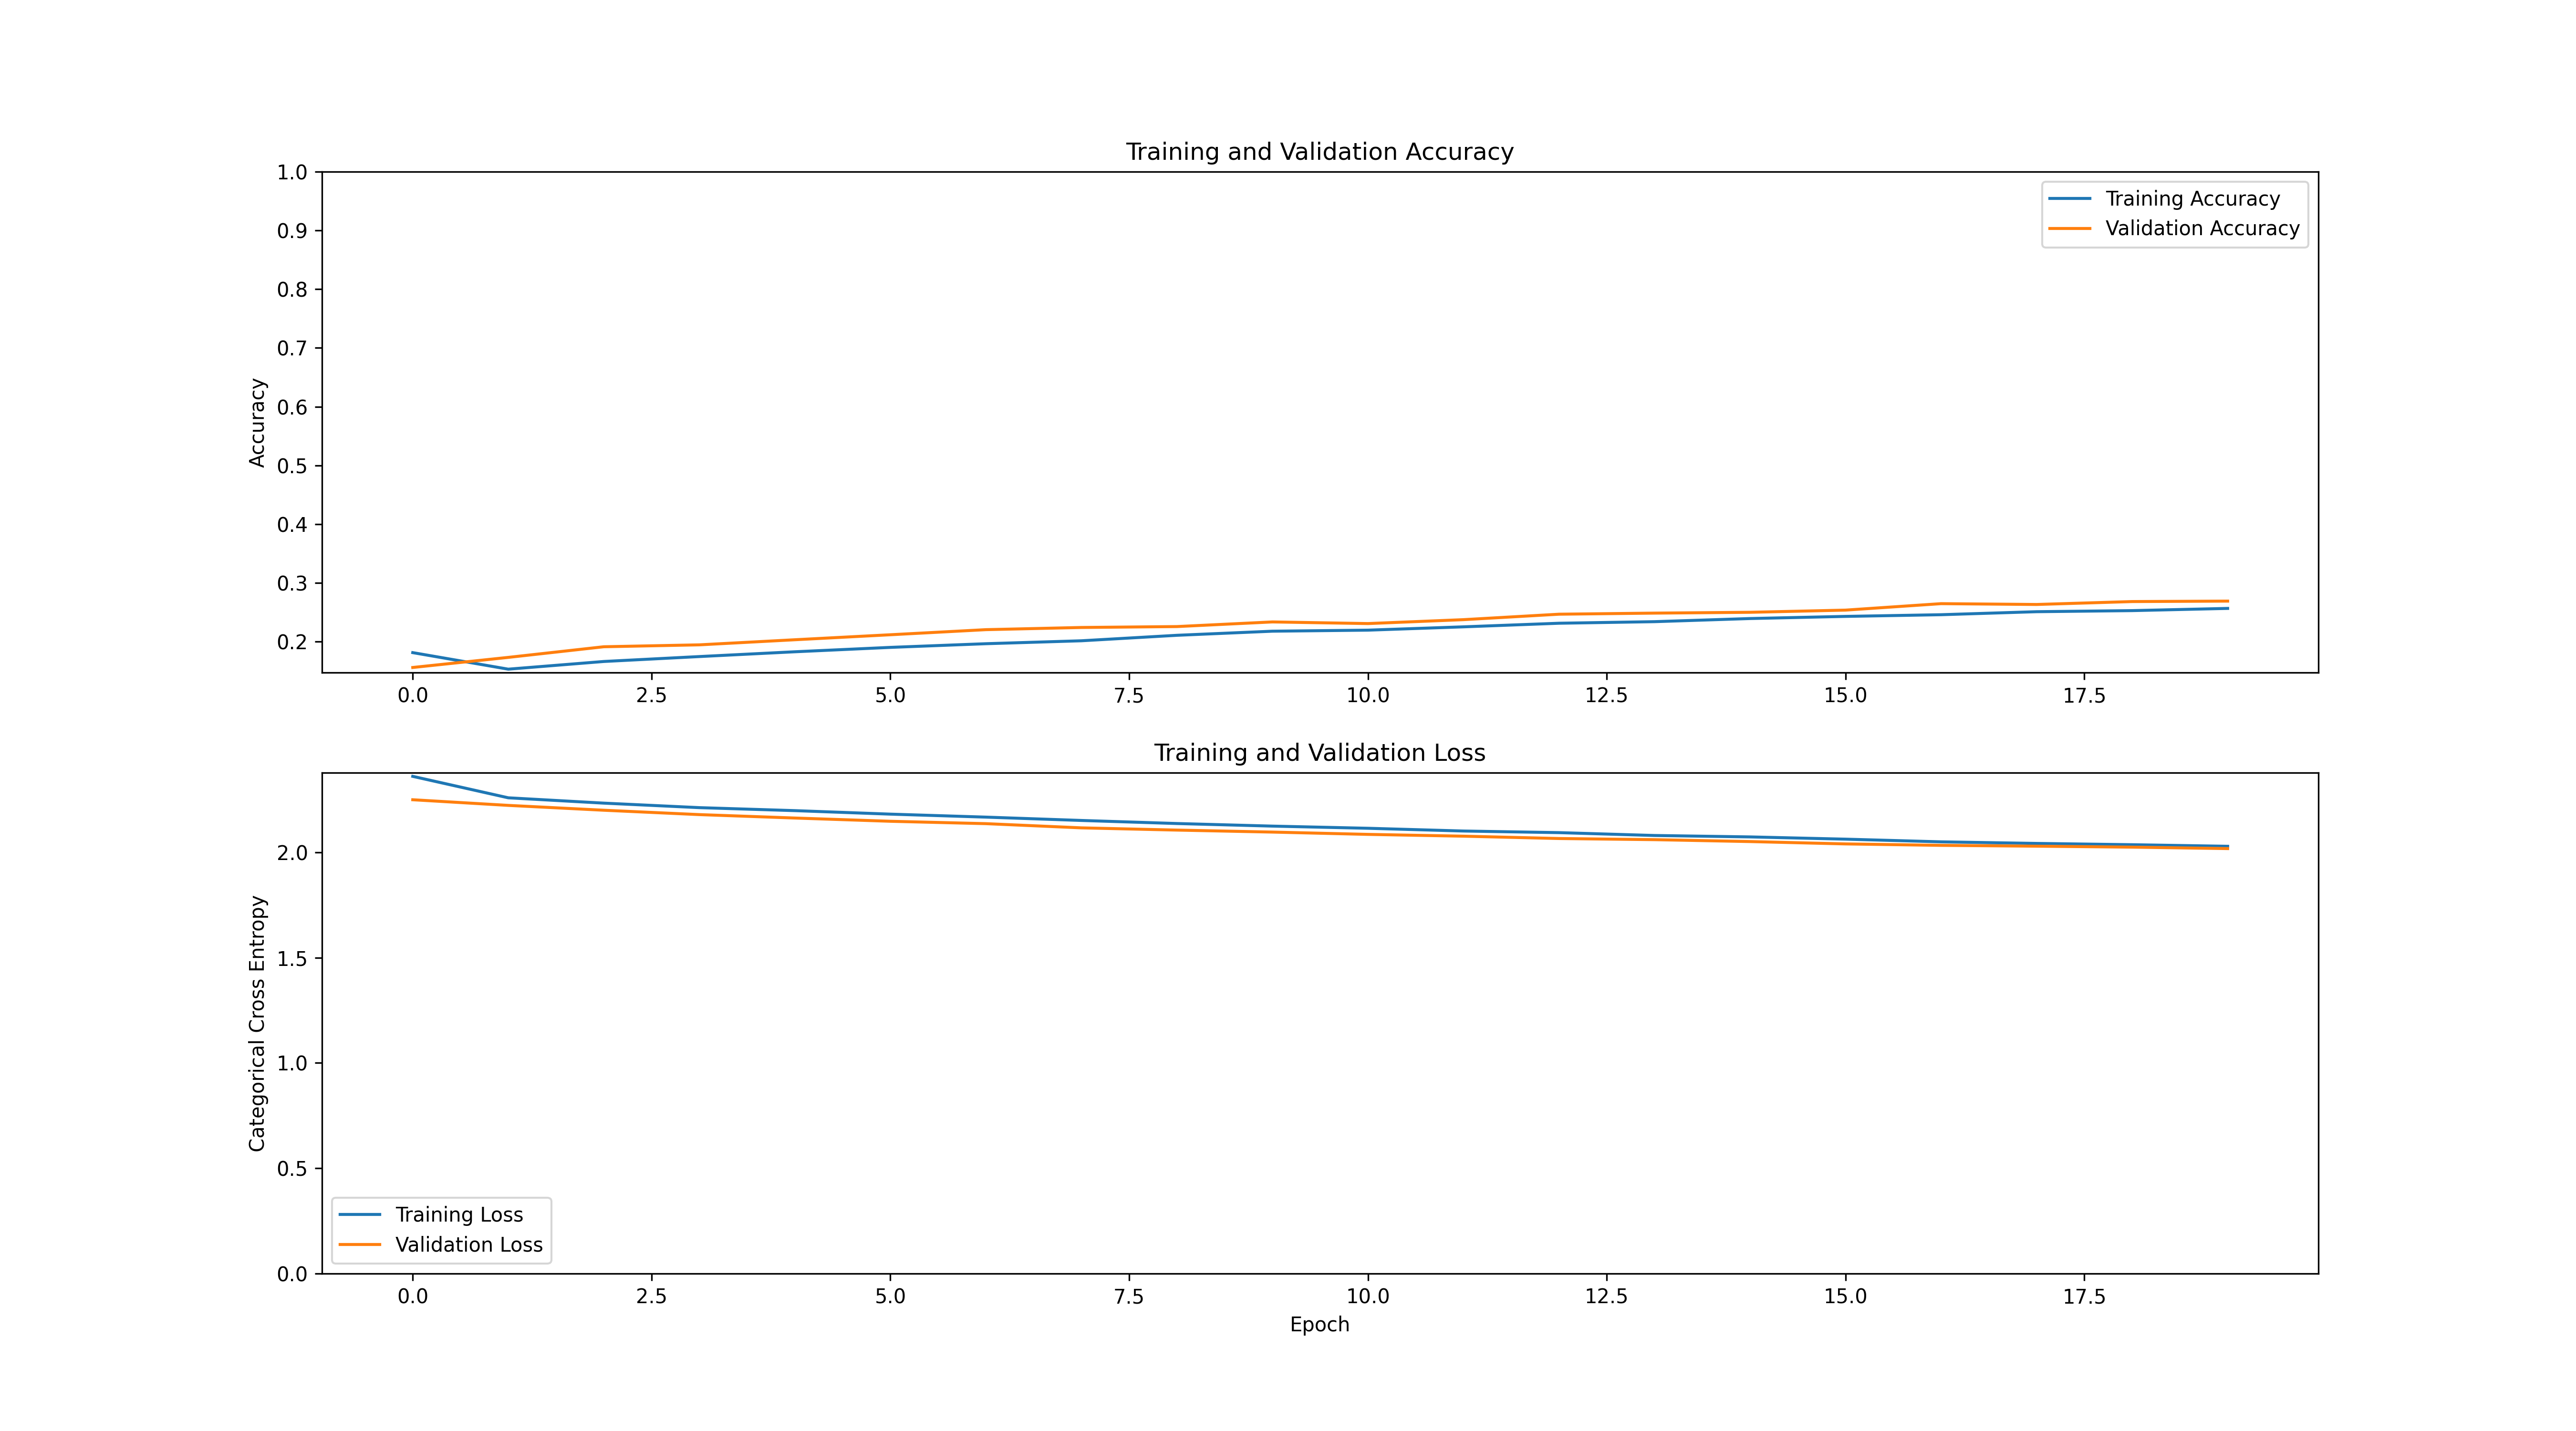 Training and Validation Accuracy
1.0
0.9
0.8
0.7
0.6
0.5
0.4
0.3
0.2
Accuracy
Training Accuracy
Validation Accuracy
0.0 2.5 5.0 7.5 10.0 12.5 15.0 17.5
Training and Validation Loss
2.0
1.5
1.0
0.5
0.0
Categorical Cross Entropy
Training Loss
Validation Loss
0.0 2.5 5.0 7.5 10.0 12.5 15.0 17.5
Epoch